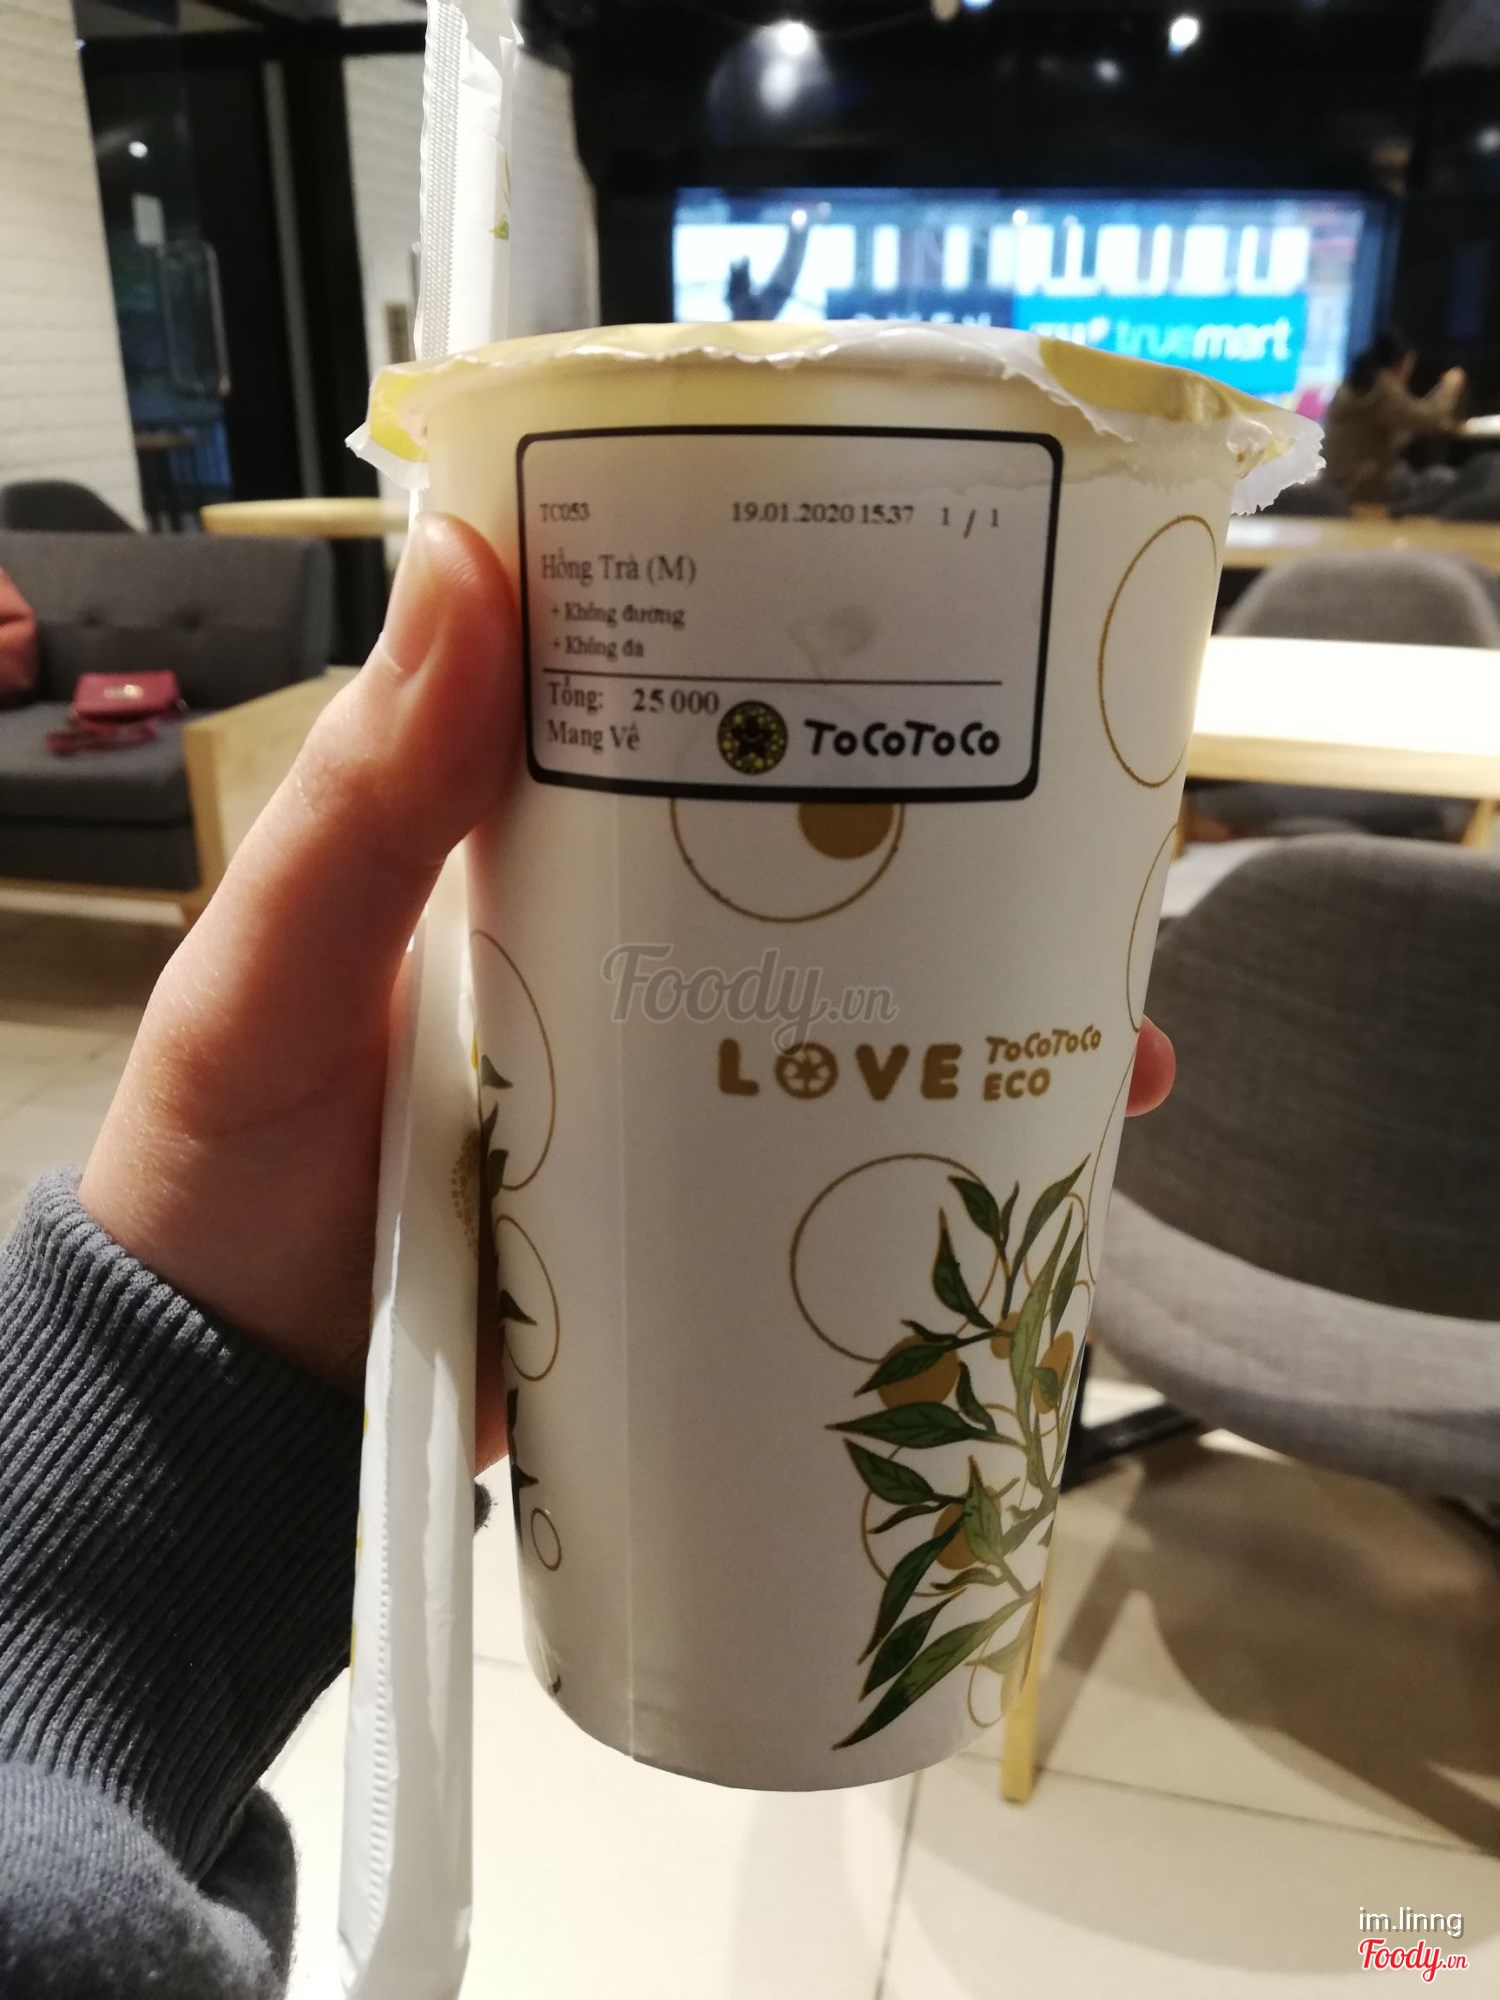 truemart
TC053 19.01.2020 15:37 1 / 1
Hồng Trà (M)
+ Không đường
+ Không đá
Tổng: 25 000
Mang Về
ToCoToCo
Foody.vn
LOVE ToCoToCo
ECO
im.linng
Foody.vn